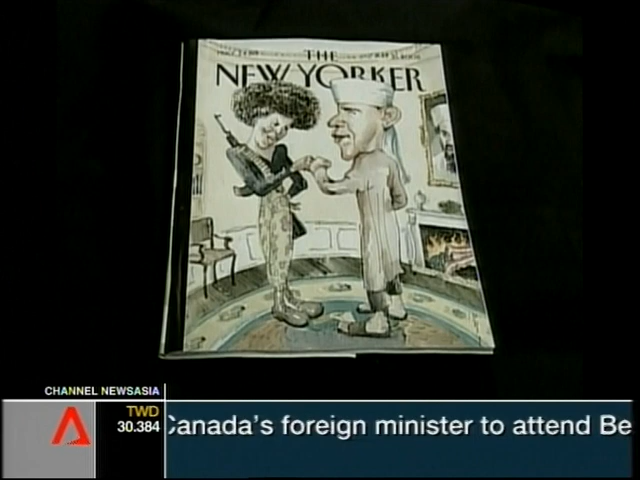 THE
NEW YORKER
CHANNEL NEWSASIA
TWD
30.384
Canada's foreign minister to attend Be